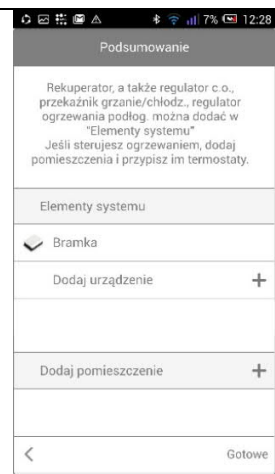 7% 12:28
Podsumowanie
Rekuperator, a także regulator c.o.,
przekaźnik grzanie/chłodz., regulator
ogrzewania podłog. można dodać w
"Elementy systemu"
Jeśli sterujesz ogrzewaniem, dodaj
pomieszczenia i przypisz im termostaty.
Elementy systemu
Bramka
Dodaj urządzenie +
Dodaj pomieszczenie +
< Gotowe